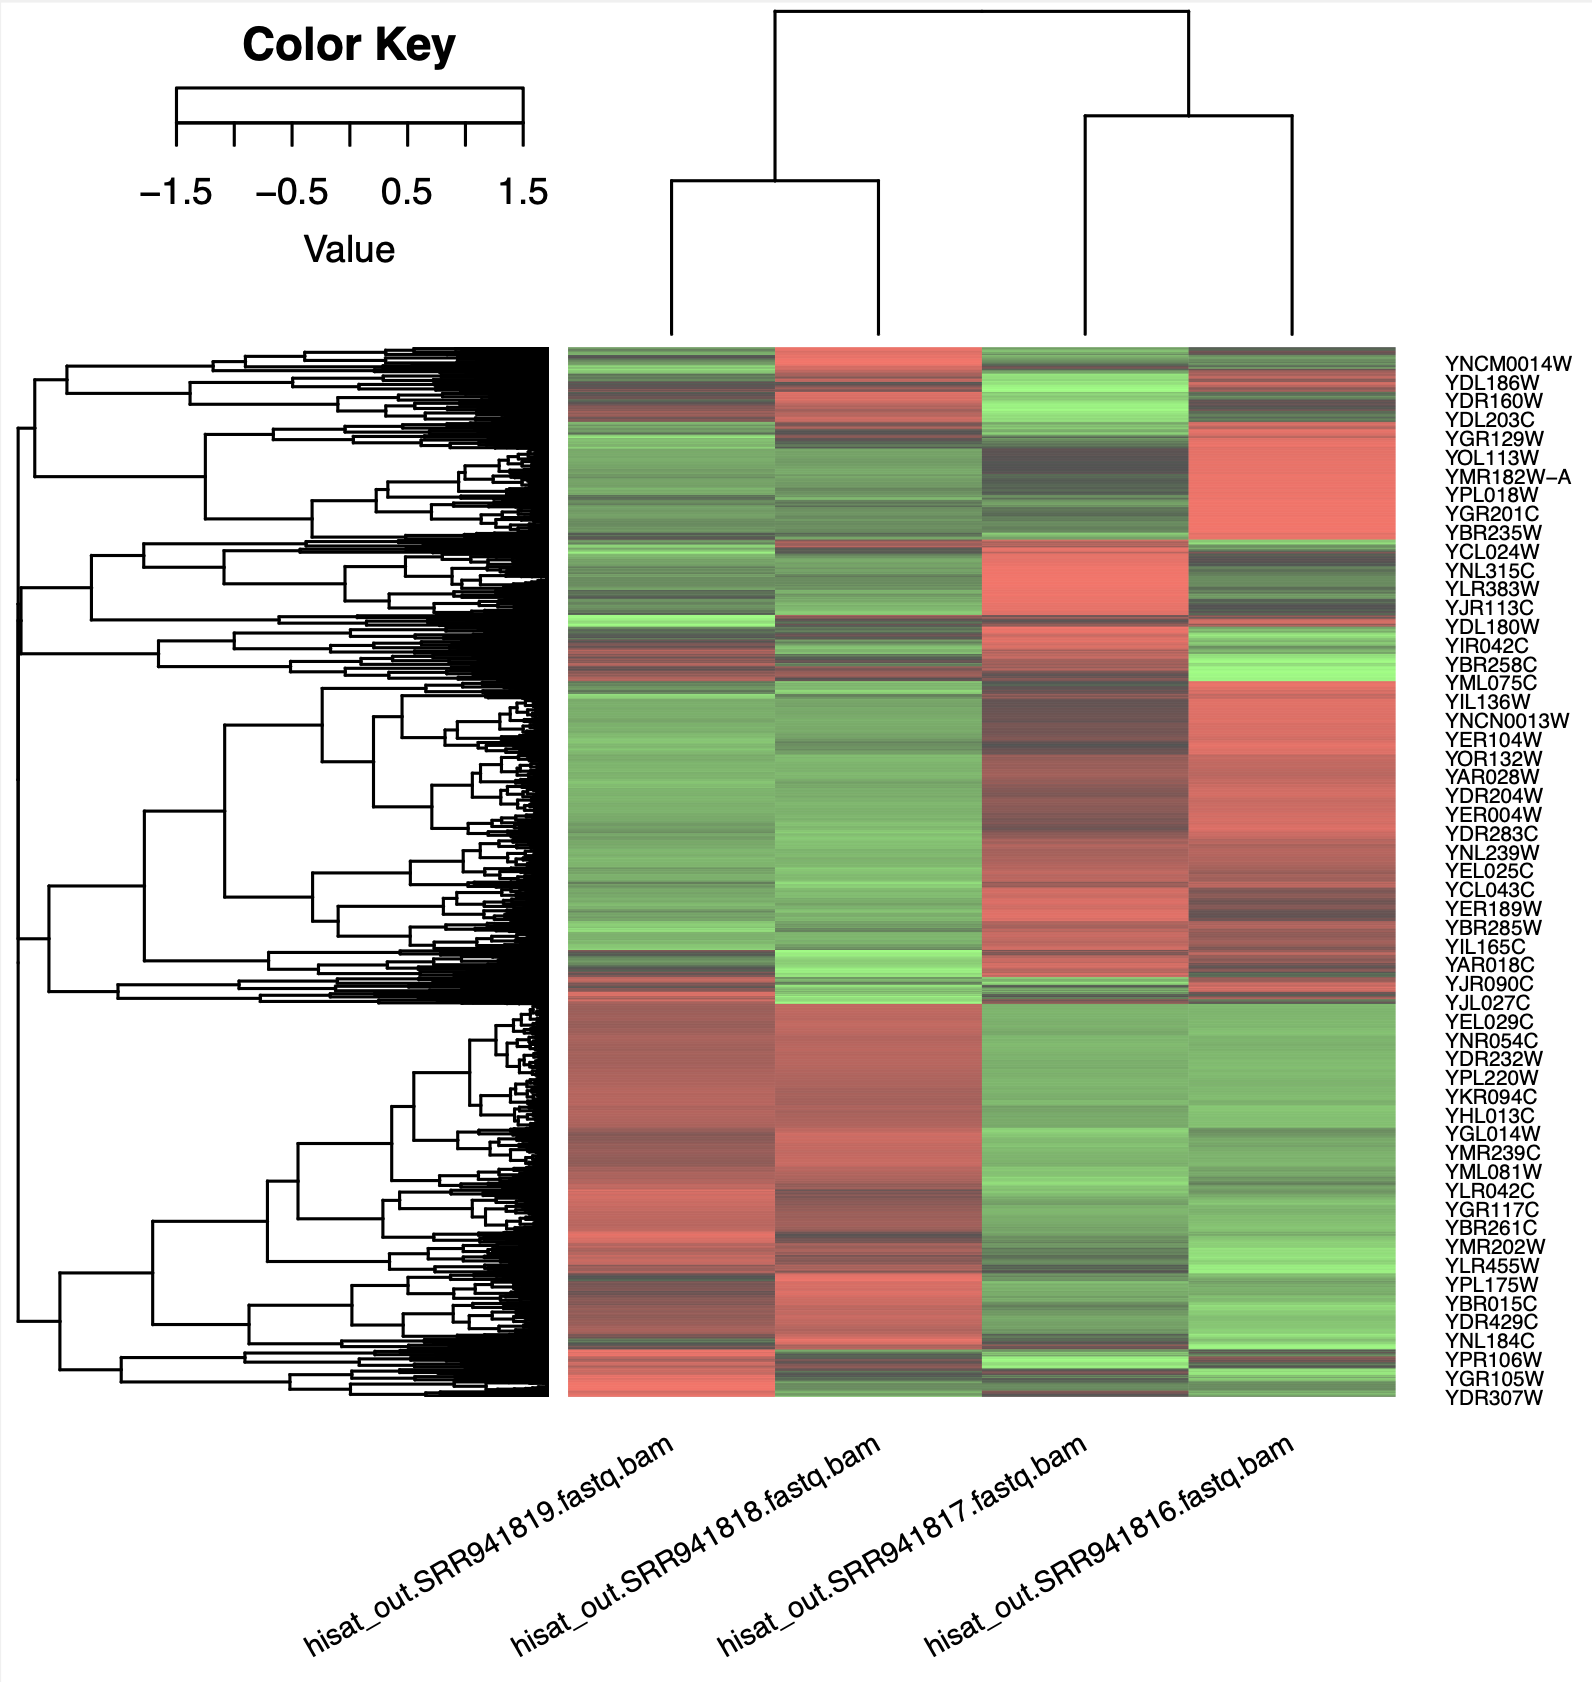 Color Key
−1.5 −0.5 0.5 1.5
Value
YNCM0014W
YDL186W
YDR160W
YDL203C
YGR129W
YOL113W
YMR182W−A
YPL018W
YGR201C
YBR235W
YCL024W
YNL315C
YLR383W
YJR113C
YDL180W
YIR042C
YBR258C
YML075C
YIL136W
YNCN0013W
YER104W
YOR132W
YAR028W
YDR204W
YER004W
YDR283C
YNL239W
YEL025C
YCL043C
YER189W
YBR285W
YIL165C
YAR018C
YJR090C
YJL027C
YEL029C
YNR054C
YDR232W
YPL220W
YKR094C
YHL013C
YGL014W
YMR239C
YML081W
YLR042C
YGR117C
YBR261C
YMR202W
YLR455W
YPL175W
YBR015C
YDR429C
YNL184C
YPR106W
YGR105W
YDR307W
hisat_out.SRR941819.fastq.bam
hisat_out.SRR941818.fastq.bam
hisat_out.SRR941817.fastq.bam
hisat_out.SRR941816.fastq.bam